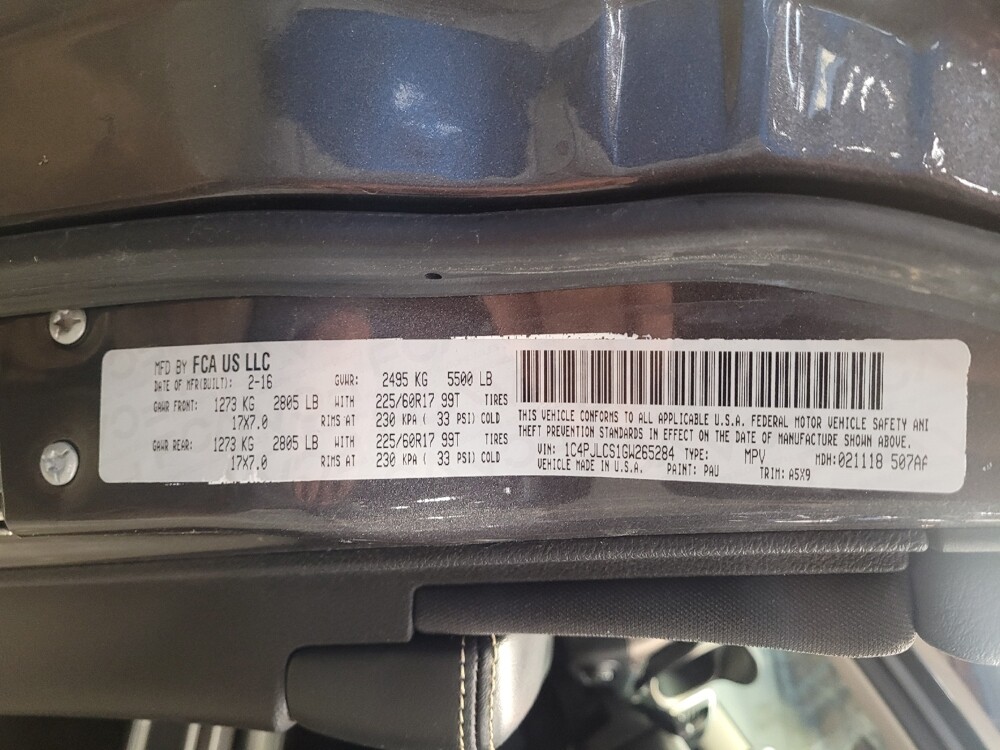 MFD BY FCA US LLC
DATE OF MFR(BUILT): 2-16 GVWR: 2495 KG 5500 LB
GAWR FRONT: 1273 KG 2805 LB WITH 225/60R17 99T TIRES
17X7.0 RIMS AT 230 KPA ( 33 PSI) COLD
GAWR REAR: 1273 KG 2805 LB WITH 225/60R17 99T TIRES
17X7.0 RIMS AT 230 KPA ( 33 PSI) COLD
THIS VEHICLE CONFORMS TO ALL APPLICABLE U.S.A. FEDERAL MOTOR VEHICLE SAFETY AND
THEFT PREVENTION STANDARDS IN EFFECT ON THE DATE OF MANUFACTURE SHOWN ABOVE.
VIN: 1C4PJLCS1GW265284 TYPE: MPV MDH: 021118 507AA
VEHICLE MADE IN U.S.A. PAINT: PAU TRIM: A5X9